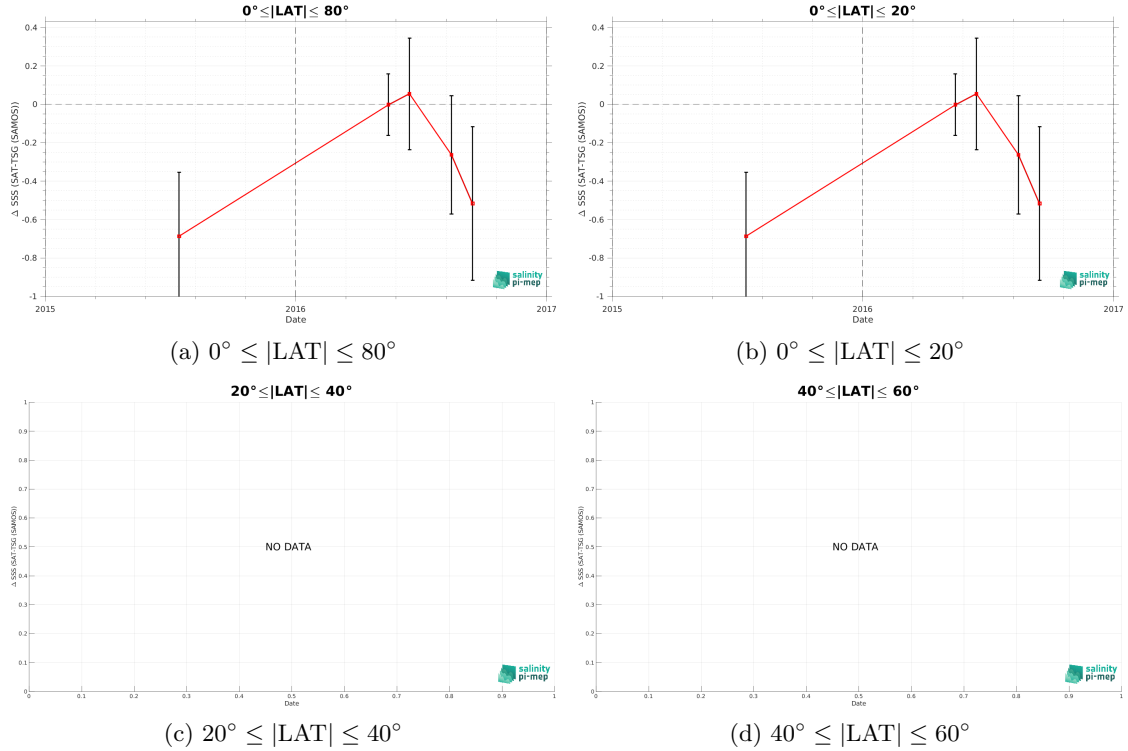 0°≤|LAT|≤ 80°
0.4
0.2
0
-0.2
-0.4
-0.6
-0.8
-1
Δ SSS (SAT-TSG (SAMOS))
2015
2016
2017
Date
salinity
pi-mep
(a) 0° ≤ |LAT| ≤ 80°
0°≤|LAT|≤ 20°
0.4
0.2
0
-0.2
-0.4
-0.6
-0.8
-1
Δ SSS (SAT-TSG (SAMOS))
2015
2016
2017
Date
salinity
pi-mep
(b) 0° ≤ |LAT| ≤ 20°
20°≤|LAT|≤ 40°
1
0.9
0.8
0.7
0.6
0.5
0.4
0.3
0.2
0.1
0
Δ SSS (SAT-TSG (SAMOS))
NO DATA
0 0.1 0.2 0.3 0.4 0.5 0.6 0.7 0.8 0.9 1
Date
salinity
pi-mep
(c) 20° ≤ |LAT| ≤ 40°
40°≤|LAT|≤ 60°
1
0.9
0.8
0.7
0.6
0.5
0.4
0.3
0.2
0.1
0
Δ SSS (SAT-TSG (SAMOS))
NO DATA
0 0.1 0.2 0.3 0.4 0.5 0.6 0.7 0.8 0.9 1
Date
salinity
pi-mep
(d) 40° ≤ |LAT| ≤ 60°